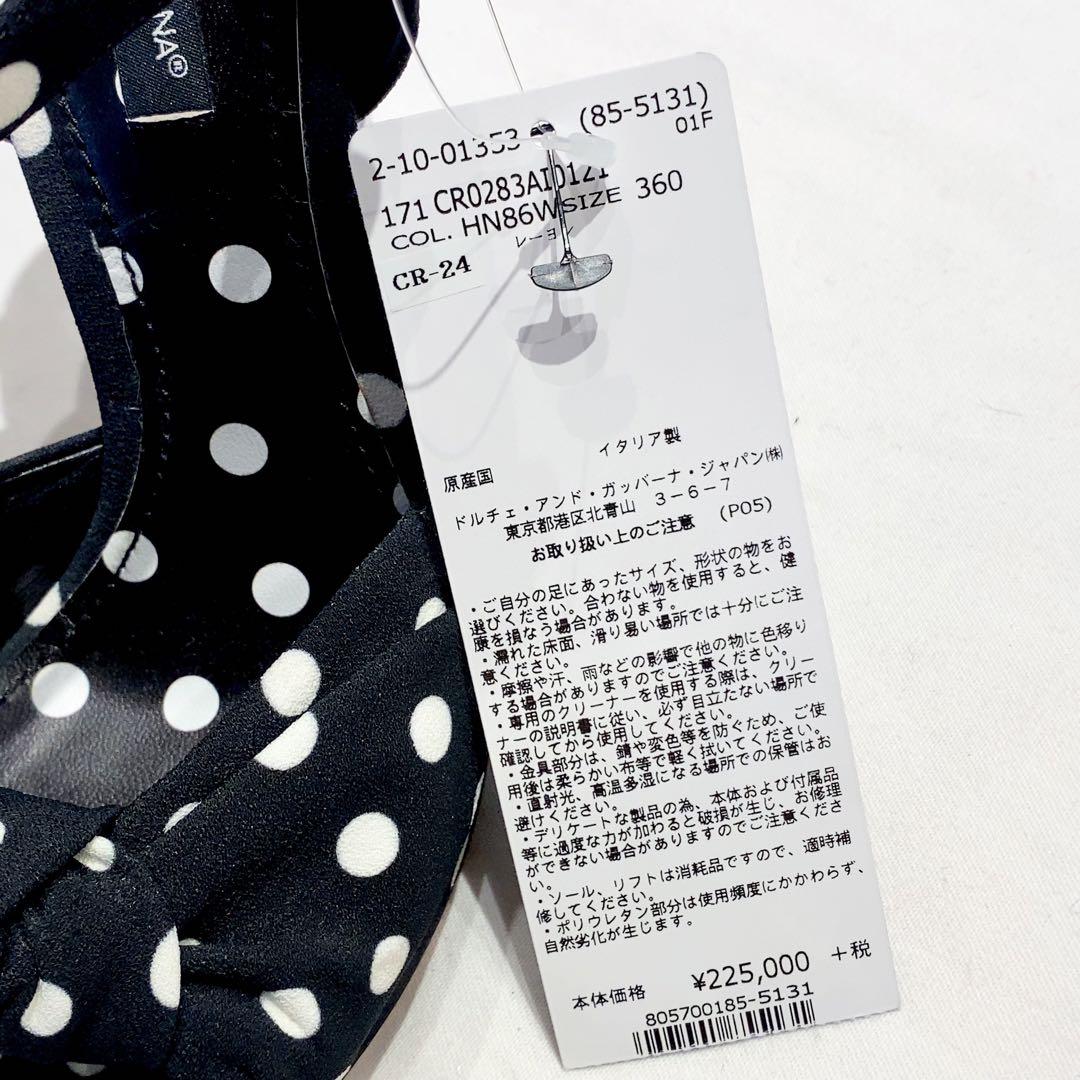 NA®
2-10-01353 (85-5131)
01F
171 CR0283AI0121
COL. HN86W SIZE 360
レーヨン
CR-24
イタリア製
原産国
ドルチェ・アンド・ガッバーナ・ジャパン㈱
東京都港区北青山 3-6-7
お取り扱い上のご注意 (P05)
・ご自分の足にあったサイズ、形状の物をお
選びください。合わない物を使用すると、健
康を損なう場合があります。
・濡れた床面、滑り易い場所では十分にご注
意ください。
・摩擦や汗、雨などの影響で他の物に色移り
する場合がありますのでご注意ください。
・専用のクリーナーを使用する際は、クリー
ナーの説明書に従い、必ず目立たない場所で
確認してから使用してください。
・金具部分は、錆や変色等を防ぐため、ご使
用後は柔らかい布等で軽く拭いてください。
・直射光、高温多湿になる場所での保管はお
避けください。
・デリケートな製品の為、本体および付属品
等に過度な力が加わると破損が生じ、お修理
ができない場合がありますのでご注意くださ
い。
・ソール、リフトは消耗品ですので、適時補
修してください。
・ポリウレタン部分は使用頻度にかかわらず、
自然劣化が生じます。
本体価格 ¥225,000 +税
805700185-5131